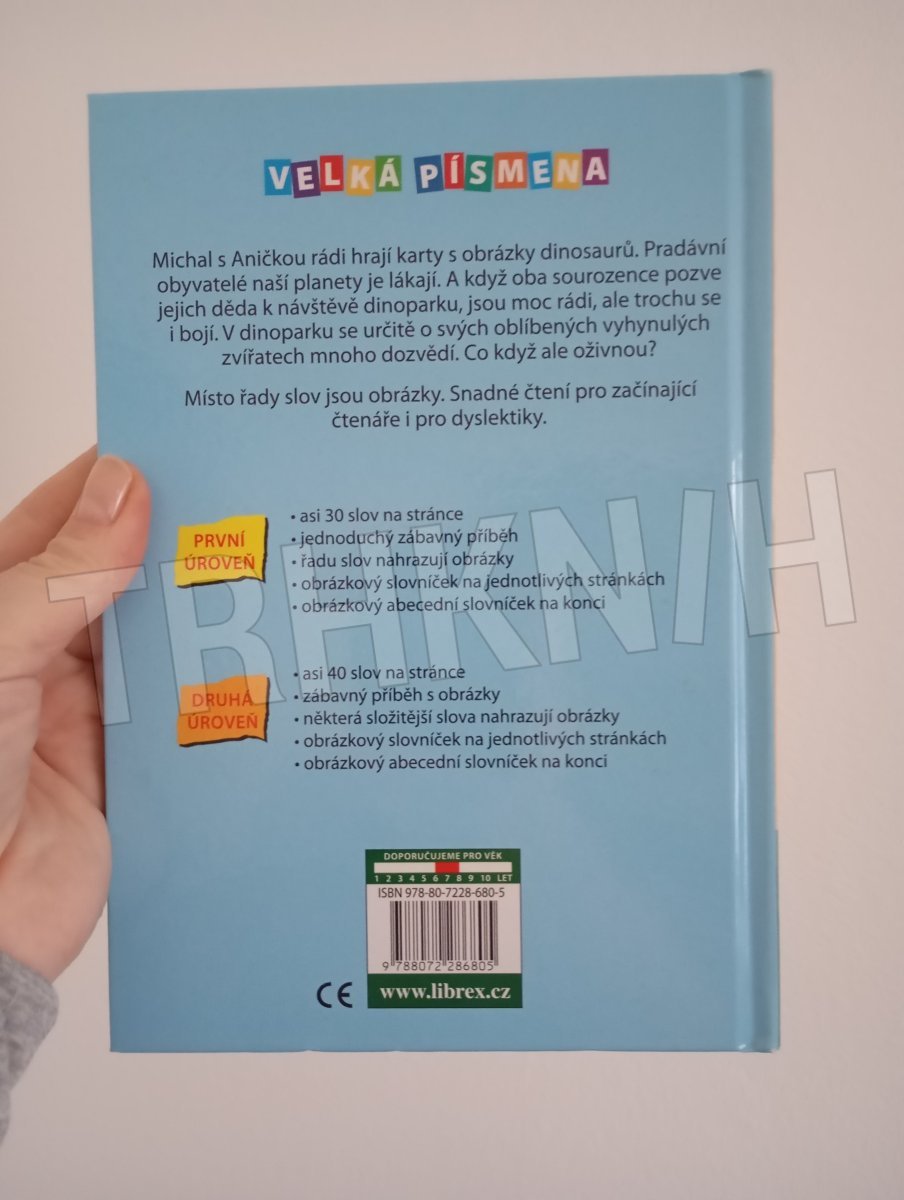 VELKÁ PÍSMENA
Michal s Aničkou rádi hrají karty s obrázky dinosaurů. Pradávní
obyvatelé naší planety je lákají. A když oba sourozence pozve
jejich děda k návštěvě dinoparku, jsou moc rádi, ale trochu se
i bojí. V dinoparku se určitě o svých oblíbených vyhynulých
zvířatech mnoho dozvědí. Co když ale oživnou?
Místo řady slov jsou obrázky. Snadné čtení pro začínající
čtenáře i pro dyslektiky.
PRVNÍ
ÚROVEŇ
• asi 30 slov na stránce
• jednoduchý zábavný příběh
• řadu slov nahrazují obrázky
• obrázkový slovníček na jednotlivých stránkách
• obrázkový abecední slovníček na konci
TRHKNIH
DRUHÁ
ÚROVEŇ
• asi 40 slov na stránce
• zábavný příběh s obrázky
• některá složitější slova nahrazují obrázky
• obrázkový slovníček na jednotlivých stránkách
• obrázkový abecední slovníček na konci
DOPORUČUJEME PRO VĚK
1 2 3 4 5 6 7 8 9 10 LET
ISBN 978-80-7228-680-5
9 788072 286805
CE www.librex.cz